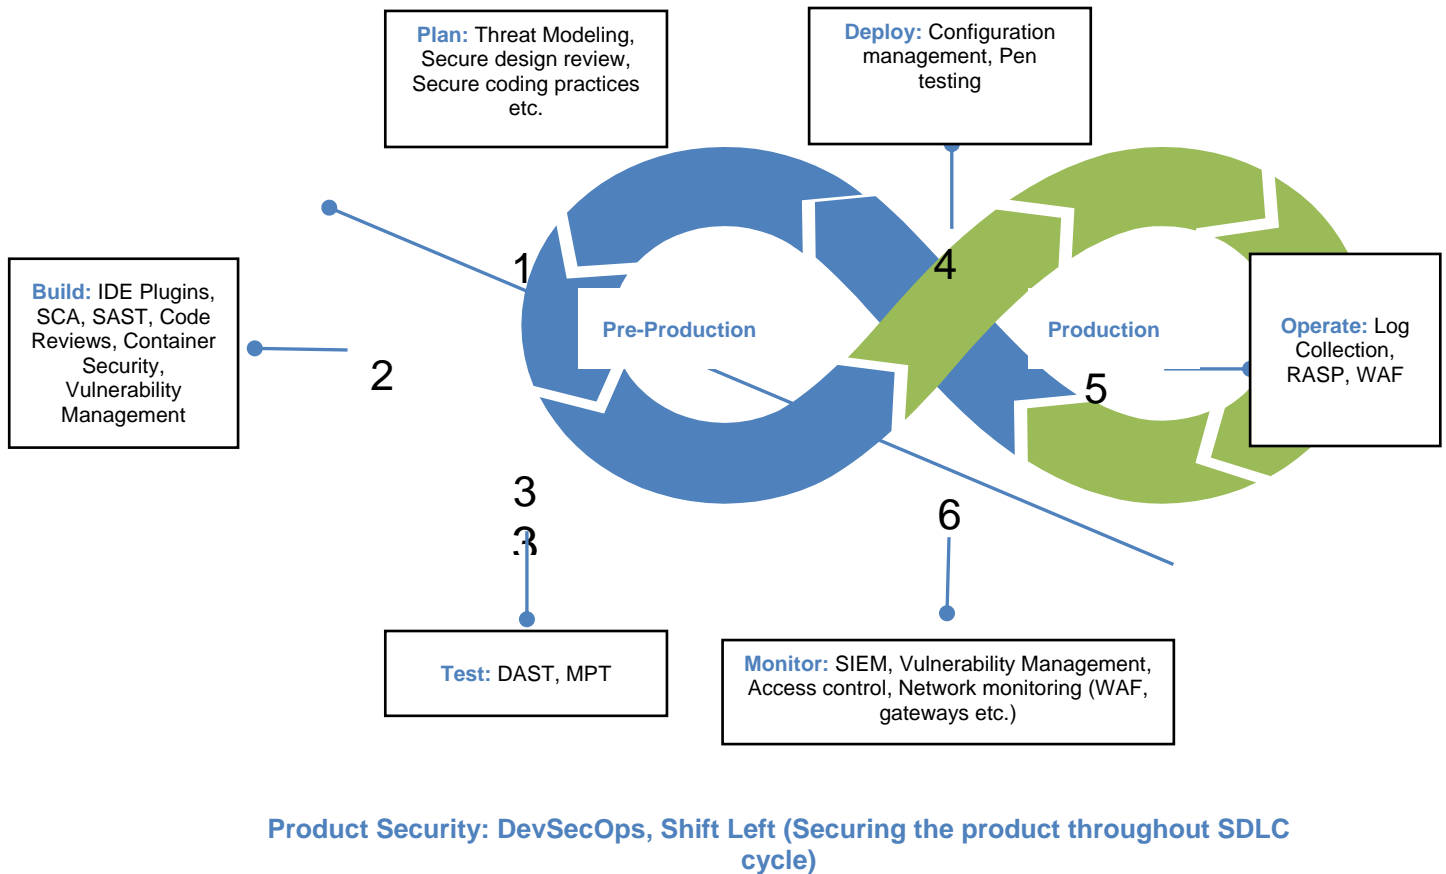 Plan: Threat Modeling,
Secure design review,
Secure coding practices
etc.
Deploy: Configuration
management, Pen
testing
1
4
Build: IDE Plugins,
SCA, SAST, Code
Reviews, Container
Security,
Vulnerability
Management
Pre-Production
Production
Operate: Log
Collection,
RASP, WAF
2
5
3
3
6
Test: DAST, MPT
Monitor: SIEM, Vulnerability Management,
Access control, Network monitoring (WAF,
gateways etc.)
Product Security: DevSecOps, Shift Left (Securing the product throughout SDLC
cycle)